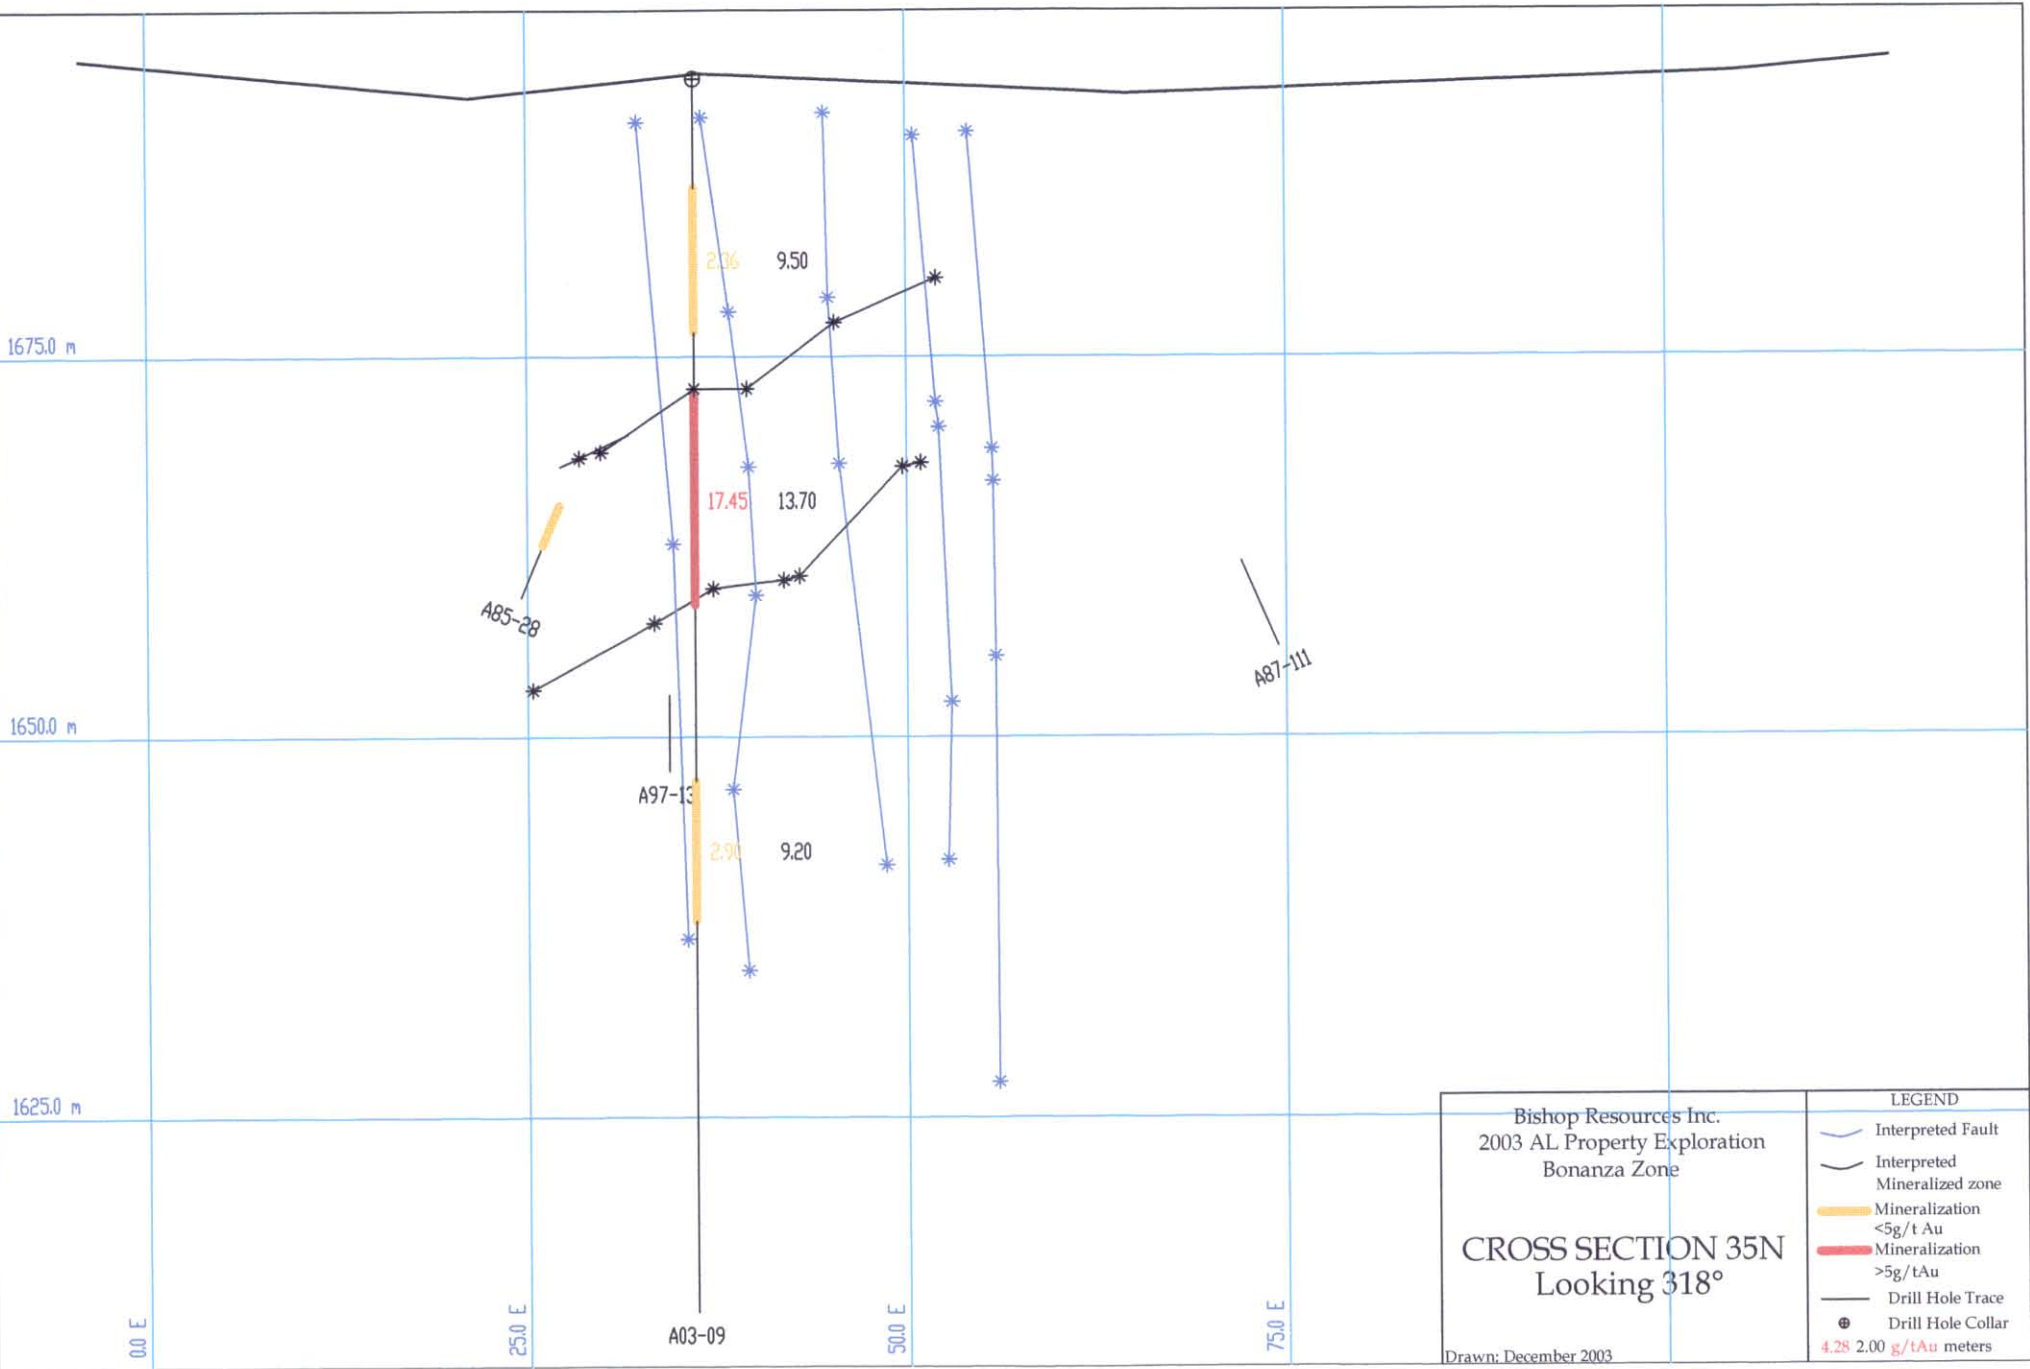 2.36 9.50
1675.0 m
17.45 13.70
A85-28
A87-111
1650.0 m
A97-13
2.90 9.20
1625.0 m
0.0 E
25.0 E
50.0 E
75.0 E
A03-09
Bishop Resources Inc.
2003 AL Property Exploration
Bonanza Zone
CROSS SECTION 35N
Looking 318°
Drawn: December 2003
LEGEND
Interpreted Fault
Interpreted
Mineralized zone
Mineralization
<5g/t Au
Mineralization
>5g/tAu
Drill Hole Trace
Drill Hole Collar
4.28 2.00 g/tAu meters